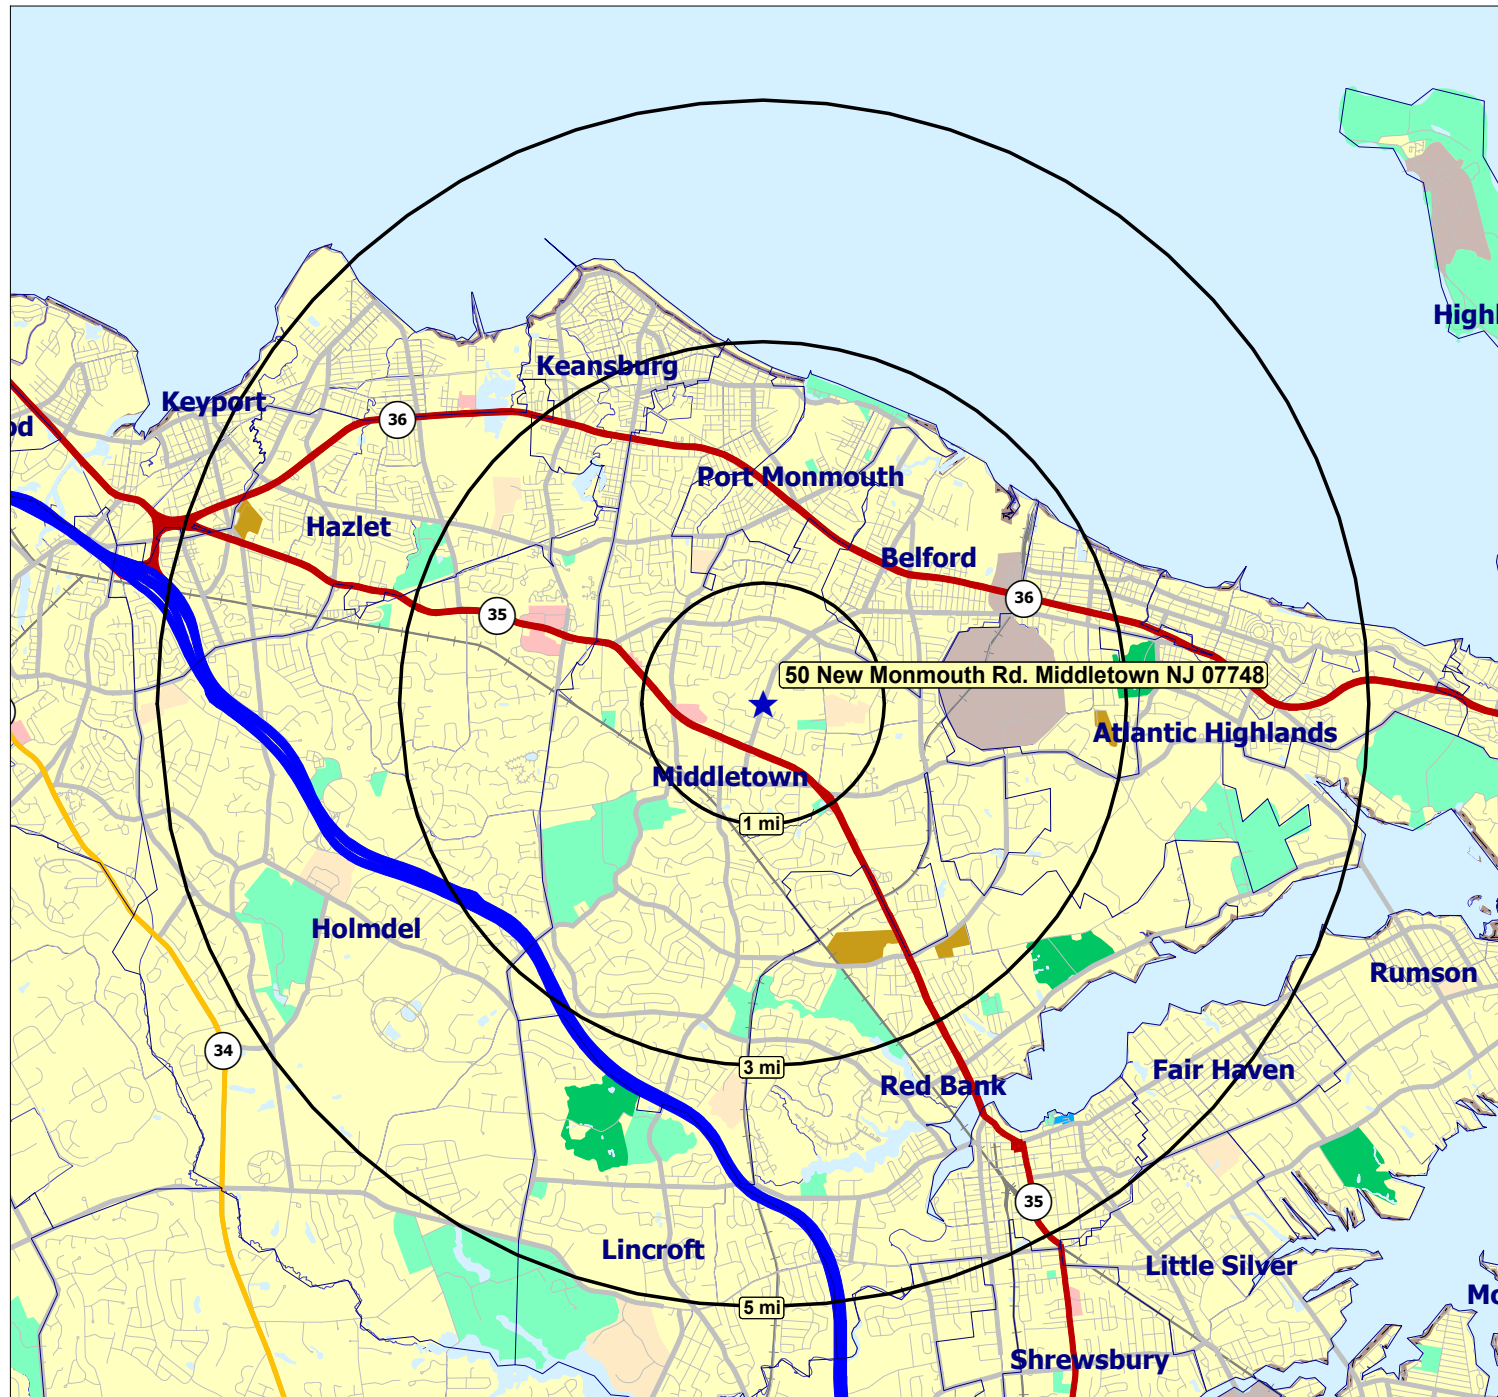 Highl
Keansburg
Keyport
36
od
Port Monmouth
Hazlet
Belford
36
35
50 New Monmouth Rd. Middletown NJ 07748
Atlantic Highlands
Middletown
1 mi
Holmdel
Rumson
34
3 mi
Fair Haven
Red Bank
35
Lincroft
Little Silver
Mo
5 mi
Shrewsbury